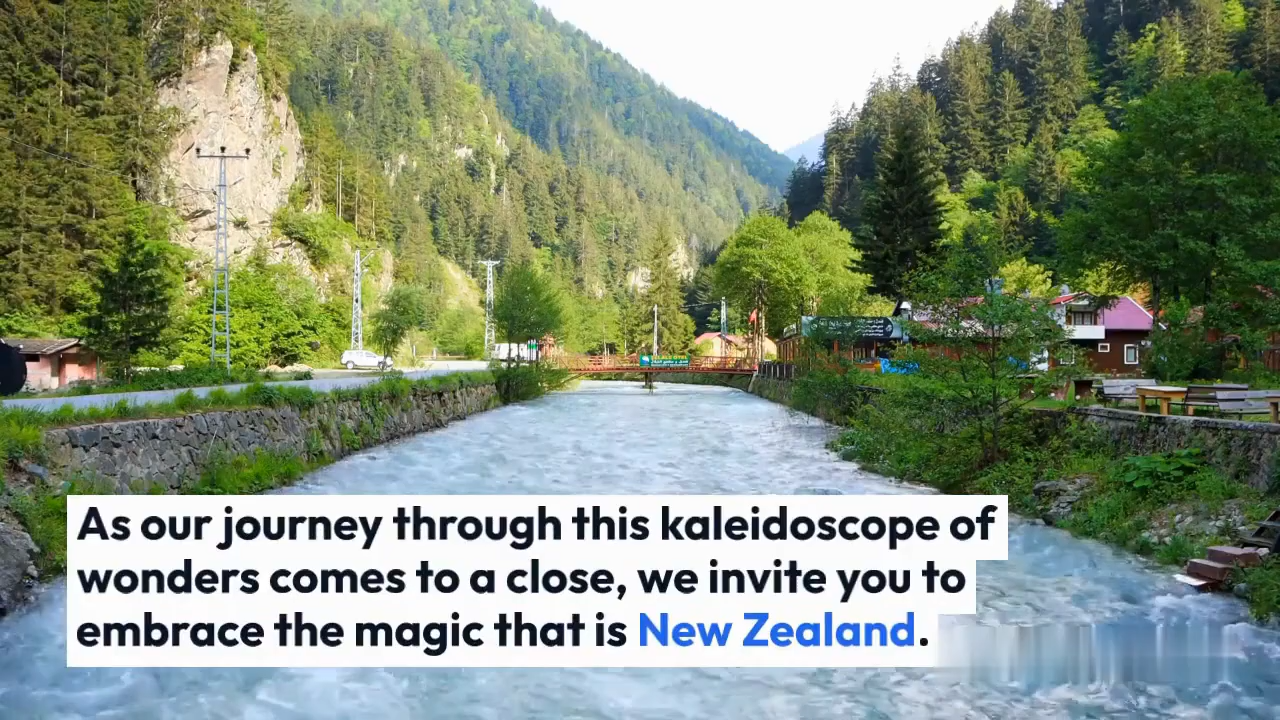 As our journey through this kaleidoscope of
wonders comes to a close, we invite you to
embrace the magic that is New Zealand.